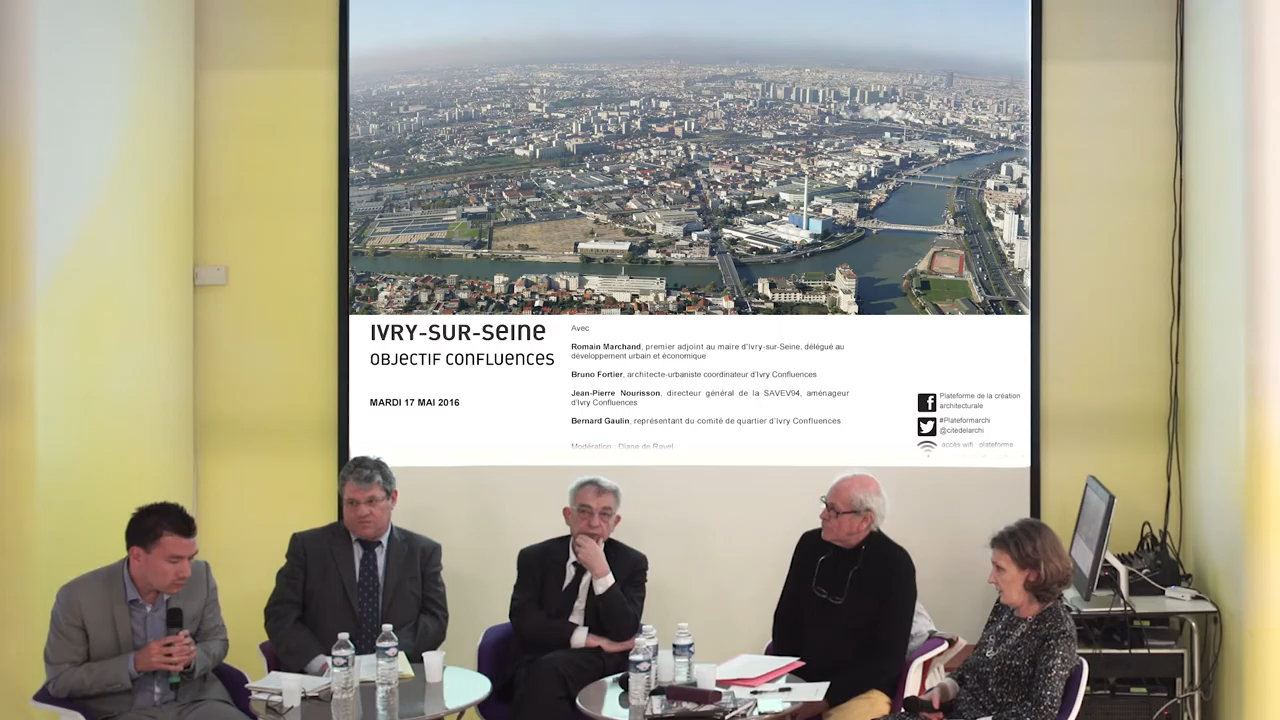 IVRY-SUR-SEINE
OBJECTIF CONFLUENCES
MARDI 17 MAI 2016
Avec
Romain Marchand, premier adjoint au maire d'Ivry-sur-Seine, délégué au
développement urbain et économique
Bruno Fortier, architecte-urbaniste coordinateur d'Ivry Confluences
Jean-Pierre Nourisson, directeur général de la SAVEV94, aménageur
d'Ivry Confluences
Bernard Gaulin, représentant du comité de quartier d'Ivry Confluences
Modération : Diane de Ravel
Plateforme de la création
architecturale
#Plateformarchi
@citedelarchi
accès wifi : plateforme